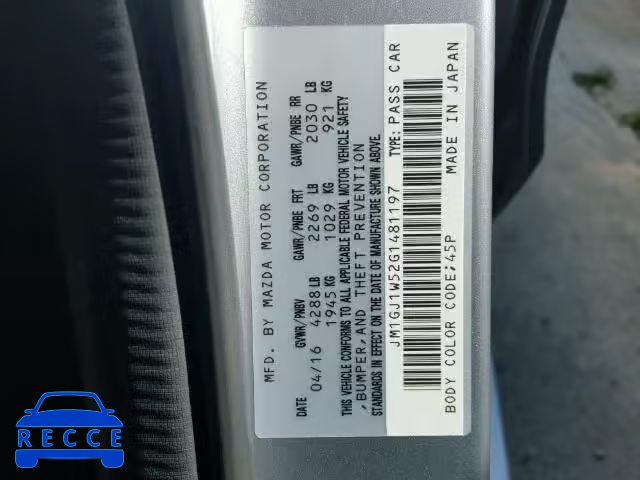 MFD. BY MAZDA MOTOR CORPORATION
GVWR/PNBV GAWR/PNBE FRT GAWR/PNBE RR
04/16 4288 LB 2269 LB 2030 LB
1945 KG 1029 KG 921 KG
THIS VEHICLE CONFORMS TO ALL APPLICABLE FEDERAL MOTOR VEHICLE SAFETY
,BUMPER,AND THEFT PREVENTION
STANDARDS IN EFFECT ON THE DATE OF MANUFACTURE SHOWN ABOVE.
JM1GJ1W52G1481197 TYPE: PASS CAR
BODY COLOR CODE;45P MADE IN JAPAN
RECCE